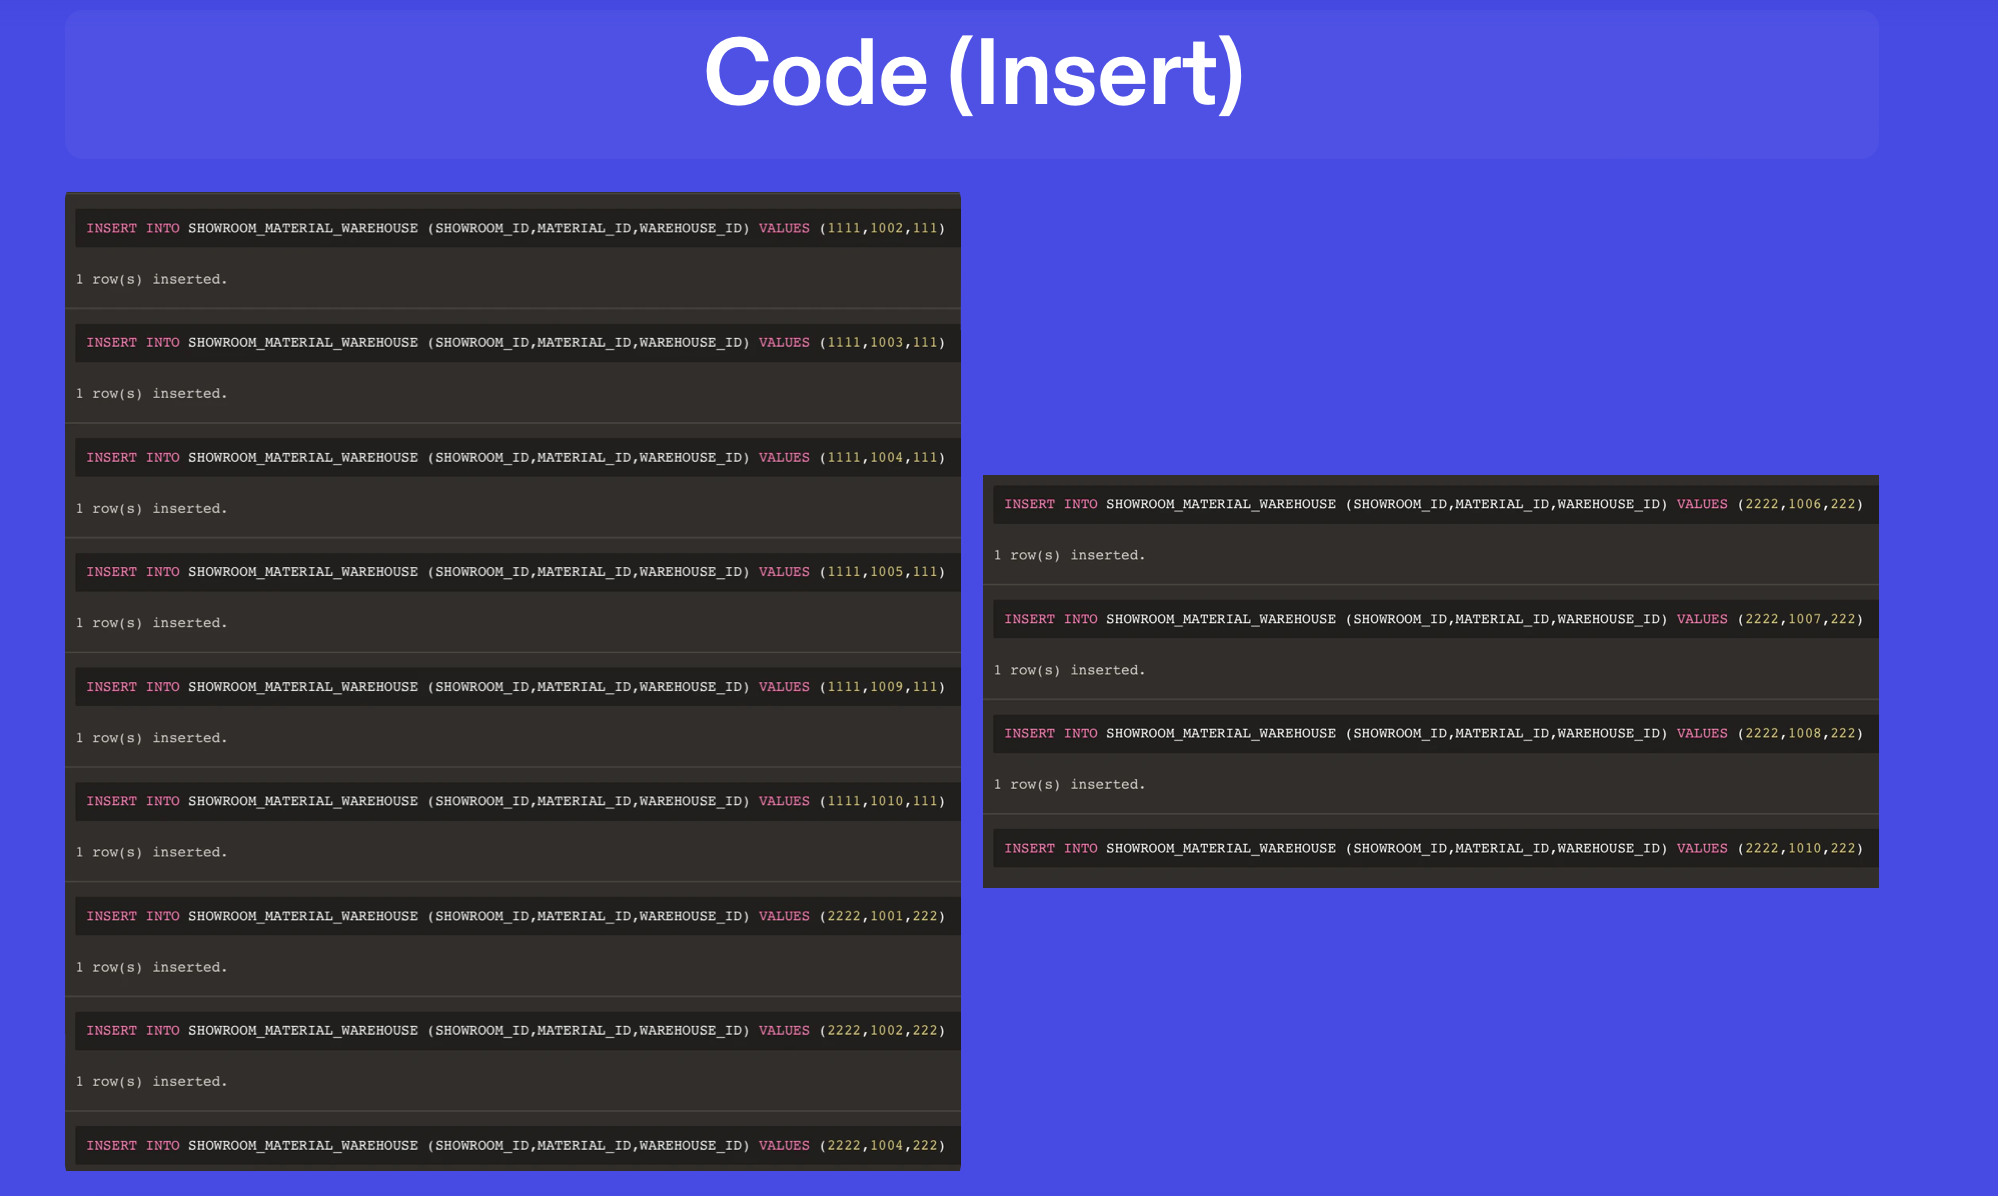 Code (Insert)
INSERT INTO SHOWROOM_MATERIAL_WAREHOUSE (SHOWROOM_ID,MATERIAL_ID,WAREHOUSE_ID) VALUES (1111,1002,111)
1 row(s) inserted.
INSERT INTO SHOWROOM_MATERIAL_WAREHOUSE (SHOWROOM_ID,MATERIAL_ID,WAREHOUSE_ID) VALUES (1111,1003,111)
1 row(s) inserted.
INSERT INTO SHOWROOM_MATERIAL_WAREHOUSE (SHOWROOM_ID,MATERIAL_ID,WAREHOUSE_ID) VALUES (1111,1004,111)
1 row(s) inserted.
INSERT INTO SHOWROOM_MATERIAL_WAREHOUSE (SHOWROOM_ID,MATERIAL_ID,WAREHOUSE_ID) VALUES (1111,1005,111)
1 row(s) inserted.
INSERT INTO SHOWROOM_MATERIAL_WAREHOUSE (SHOWROOM_ID,MATERIAL_ID,WAREHOUSE_ID) VALUES (1111,1009,111)
1 row(s) inserted.
INSERT INTO SHOWROOM_MATERIAL_WAREHOUSE (SHOWROOM_ID,MATERIAL_ID,WAREHOUSE_ID) VALUES (1111,1010,111)
1 row(s) inserted.
INSERT INTO SHOWROOM_MATERIAL_WAREHOUSE (SHOWROOM_ID,MATERIAL_ID,WAREHOUSE_ID) VALUES (2222,1001,222)
1 row(s) inserted.
INSERT INTO SHOWROOM_MATERIAL_WAREHOUSE (SHOWROOM_ID,MATERIAL_ID,WAREHOUSE_ID) VALUES (2222,1002,222)
1 row(s) inserted.
INSERT INTO SHOWROOM_MATERIAL_WAREHOUSE (SHOWROOM_ID,MATERIAL_ID,WAREHOUSE_ID) VALUES (2222,1004,222)
INSERT INTO SHOWROOM_MATERIAL_WAREHOUSE (SHOWROOM_ID,MATERIAL_ID,WAREHOUSE_ID) VALUES (2222,1006,222)
1 row(s) inserted.
INSERT INTO SHOWROOM_MATERIAL_WAREHOUSE (SHOWROOM_ID,MATERIAL_ID,WAREHOUSE_ID) VALUES (2222,1007,222)
1 row(s) inserted.
INSERT INTO SHOWROOM_MATERIAL_WAREHOUSE (SHOWROOM_ID,MATERIAL_ID,WAREHOUSE_ID) VALUES (2222,1008,222)
1 row(s) inserted.
INSERT INTO SHOWROOM_MATERIAL_WAREHOUSE (SHOWROOM_ID,MATERIAL_ID,WAREHOUSE_ID) VALUES (2222,1010,222)